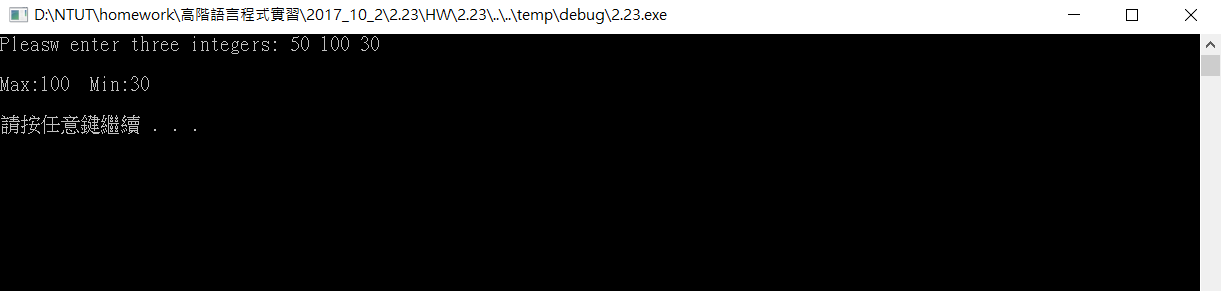 D:\NTUT\homework\高階語言程式實習\2017_10_2\2.23\HW\2.23\..\..\temp\debug\2.23.exe
Pleasw enter three integers: 50 100 30
Max:100  Min:30
請按任意鍵繼續 . . .